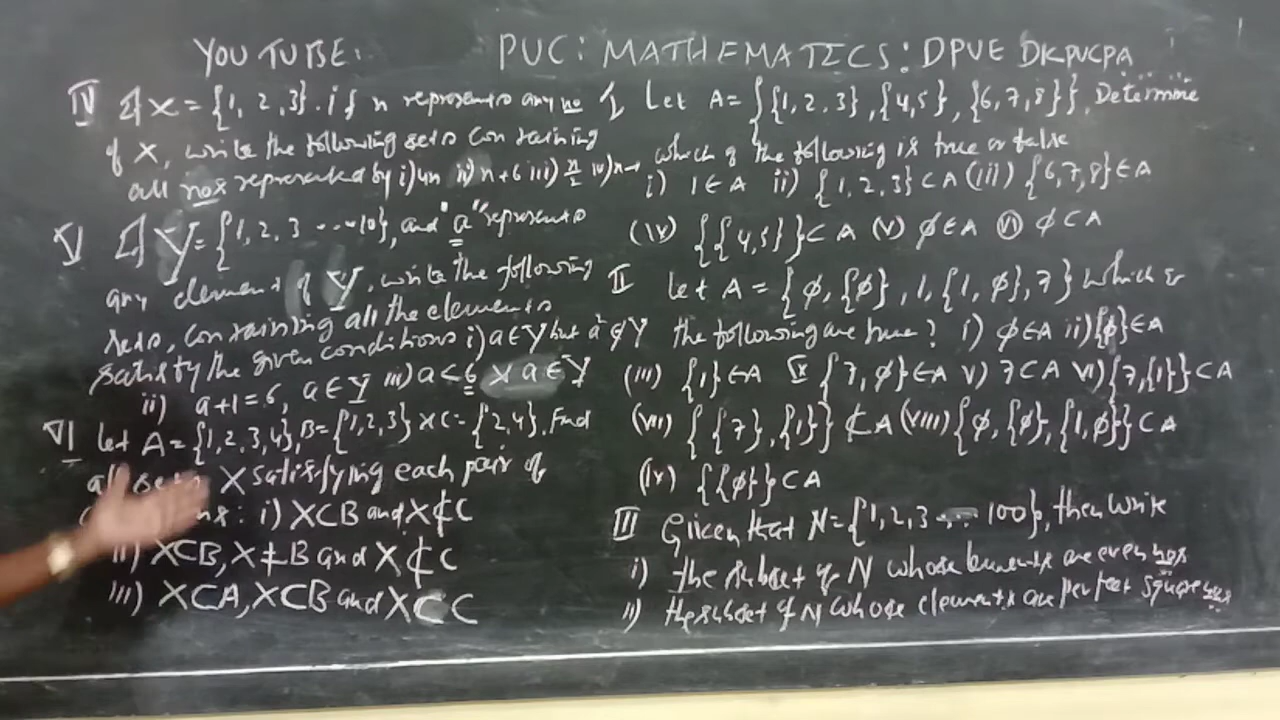 YOUTUBE: PUC: MATHEMATICS: DPUE DKPUCPA
I Let A = {{1, 2, 3}, {4,5}, {6, 7, 8}}, Determine
which of the following is true or false
i) 1 ∈ A ii) {1, 2, 3} ⊂ A (iii) {6, 7, 8} ∈ A
(iv) {{4,5}} ⊂ A (v) φ ∈ A (vi) φ ⊂ A
II Let A = {φ, {φ}, 1, {1, φ}, 7} which of
the following are true? i) φ ∈ A ii) {φ} ∈ A
(iii) {1} ∈ A {7, φ} ∈ A v) 7 ⊂ A vi) {7, {1}} ⊂ A
(vii) {{7}, {1}} ⊄ A (viii) {φ, {φ}, {1, φ}} ⊂ A
(ix) {{φ}} ⊂ A
III Given that N = {1, 2, 3 .... 100}, then write
i) the subset of N whose elements are even nos
ii) the subset of N whose elements are perfect square nos
IV If X = {1, 2, 3}. if n represents any no
of X, write the following sets containing
all nos represented by i) 4n ii) n+6 iii) n/2 iv) n-1
V If Y = {1, 2, 3 .....10}, and "a" represents
any element of Y, write the following
sets, containing all the elements
satisfy the given conditions i) a ∈ Y but a² ∉ Y
ii) a+1 = 6, a ∈ Y iii) a < 6 & a ∈ Y
VI Let A = {1, 2, 3, 4}, B = {1, 2, 3} & C = {2, 4}, Find
X satisfying each pair of
: i) X ⊂ B and X ⊄ C
ii) X ⊂ B, X ≠ B and X ⊄ C
iii) X ⊂ A, X ⊂ B and X ⊂ C